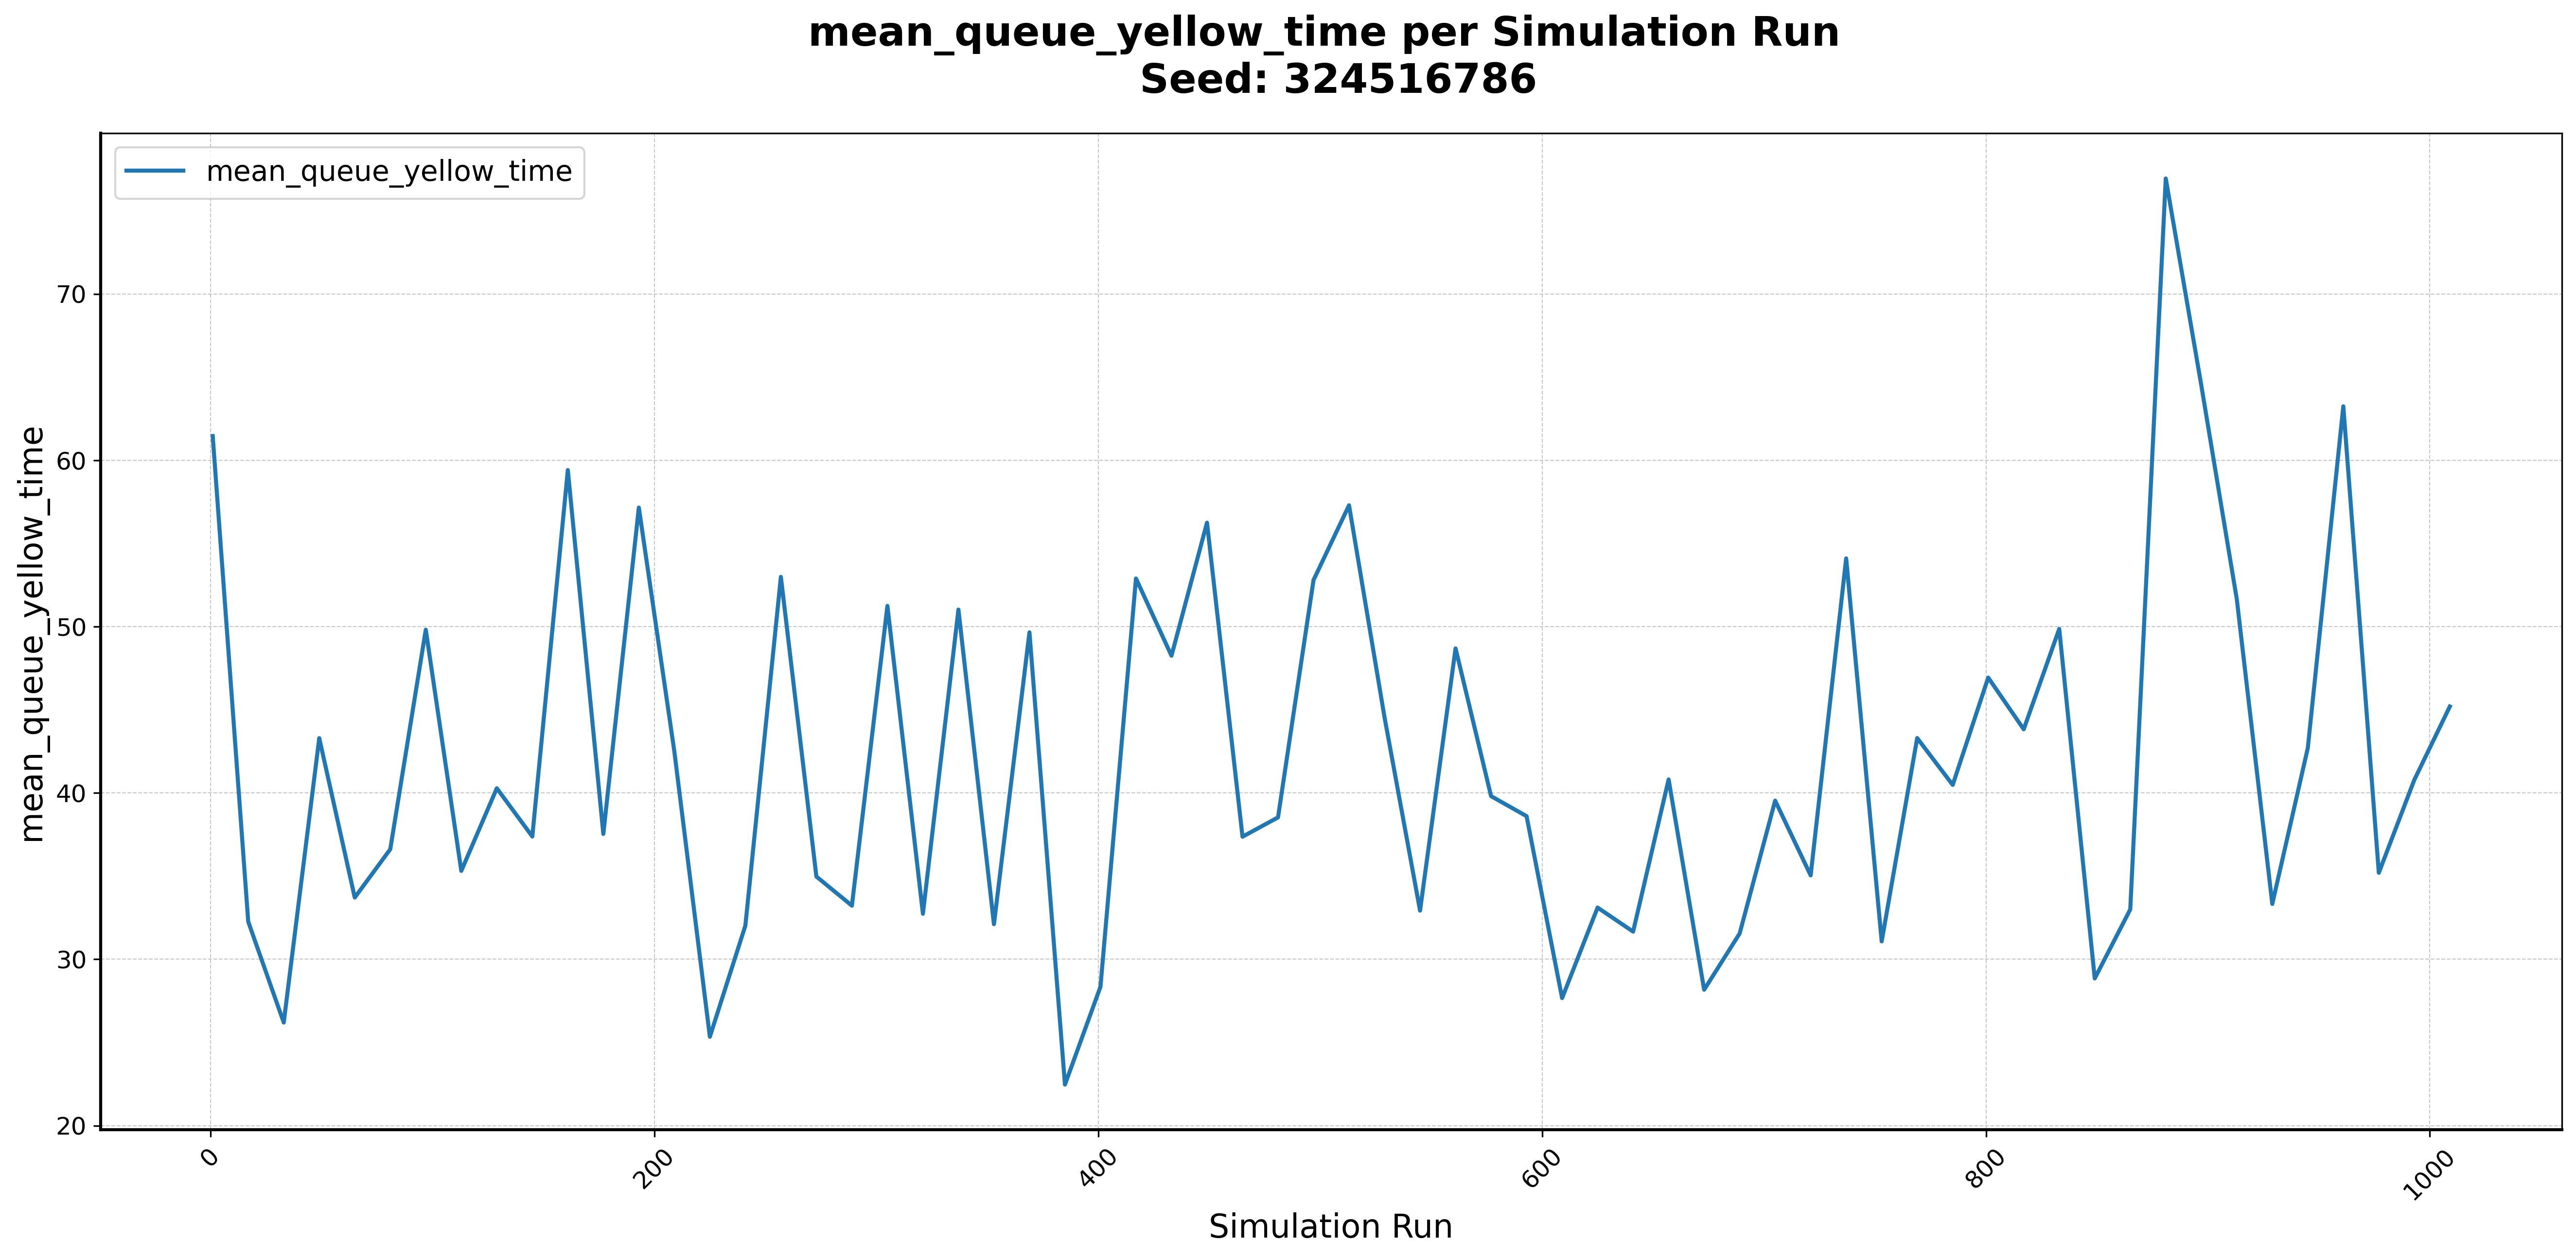 mean_queue_yellow_time per Simulation Run
Seed: 324516786
mean_queue_yellow_time
mean_queue_yellow_time
70
60
50
40
30
20
0
200
400
600
800
1000
Simulation Run